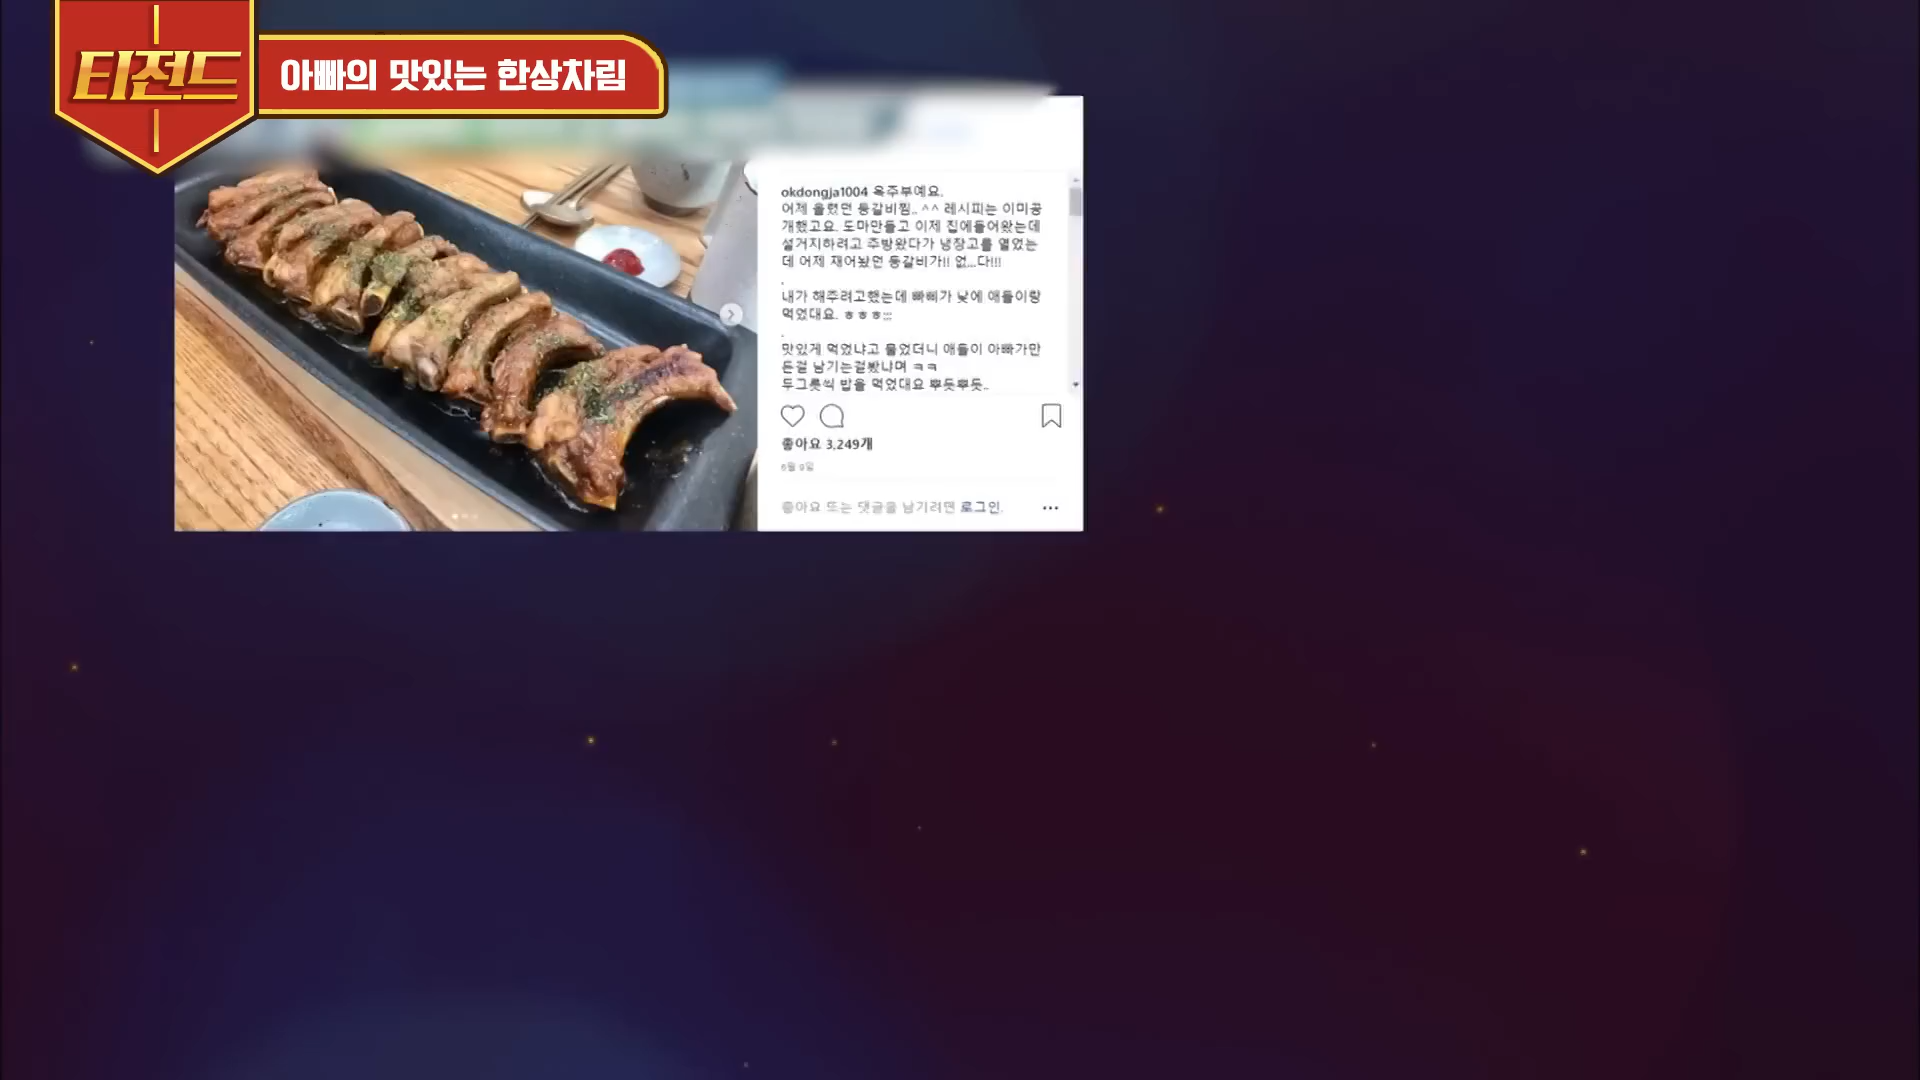 티전드
아빠의 맛있는 한상차림
okdongja1004 옥주부예요.
어제 올렸던 등갈비찜.. ^^ 레시피는 이미공
개했고요. 도마만들고 이제 집에들어왔는데
설거지하려고 주방왔다가 냉장고를 열었는
데 어제 재어놨던 등갈비가!! 없...다!!!
.
내가 해주려고했는데 빠삐가 낮에 애들이랑
먹었대요. ㅎㅎㅎ;;;
.
맛있게 먹었냐고 물었더니 애들이 아빠가만
든걸 남기는걸봤냐며 ㅋㅋ
두그릇씩 밥을 먹었대요 뿌듯뿌듯..
좋아요 3,249개
6월 9일
좋아요 또는 댓글을 남기려면 로그인.